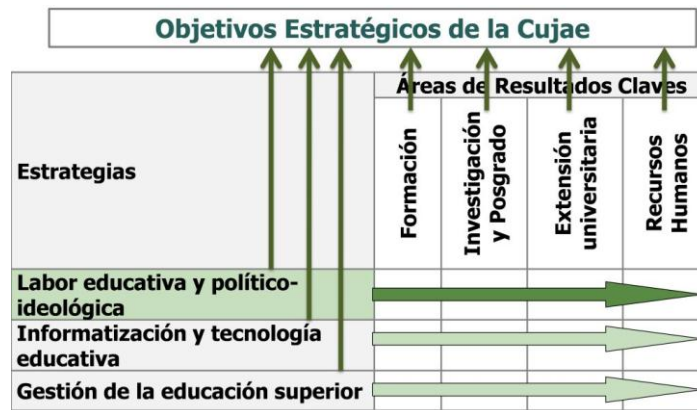 Objetivos Estratégicos de la Cujae
Áreas de Resultados Claves
Estrategias
Formación
Investigación
y Posgrado
Extensión
universitaria
Recursos
Humanos
Labor educativa y político-
ideológica
Informatización y tecnología
educativa
Gestión de la educación superior